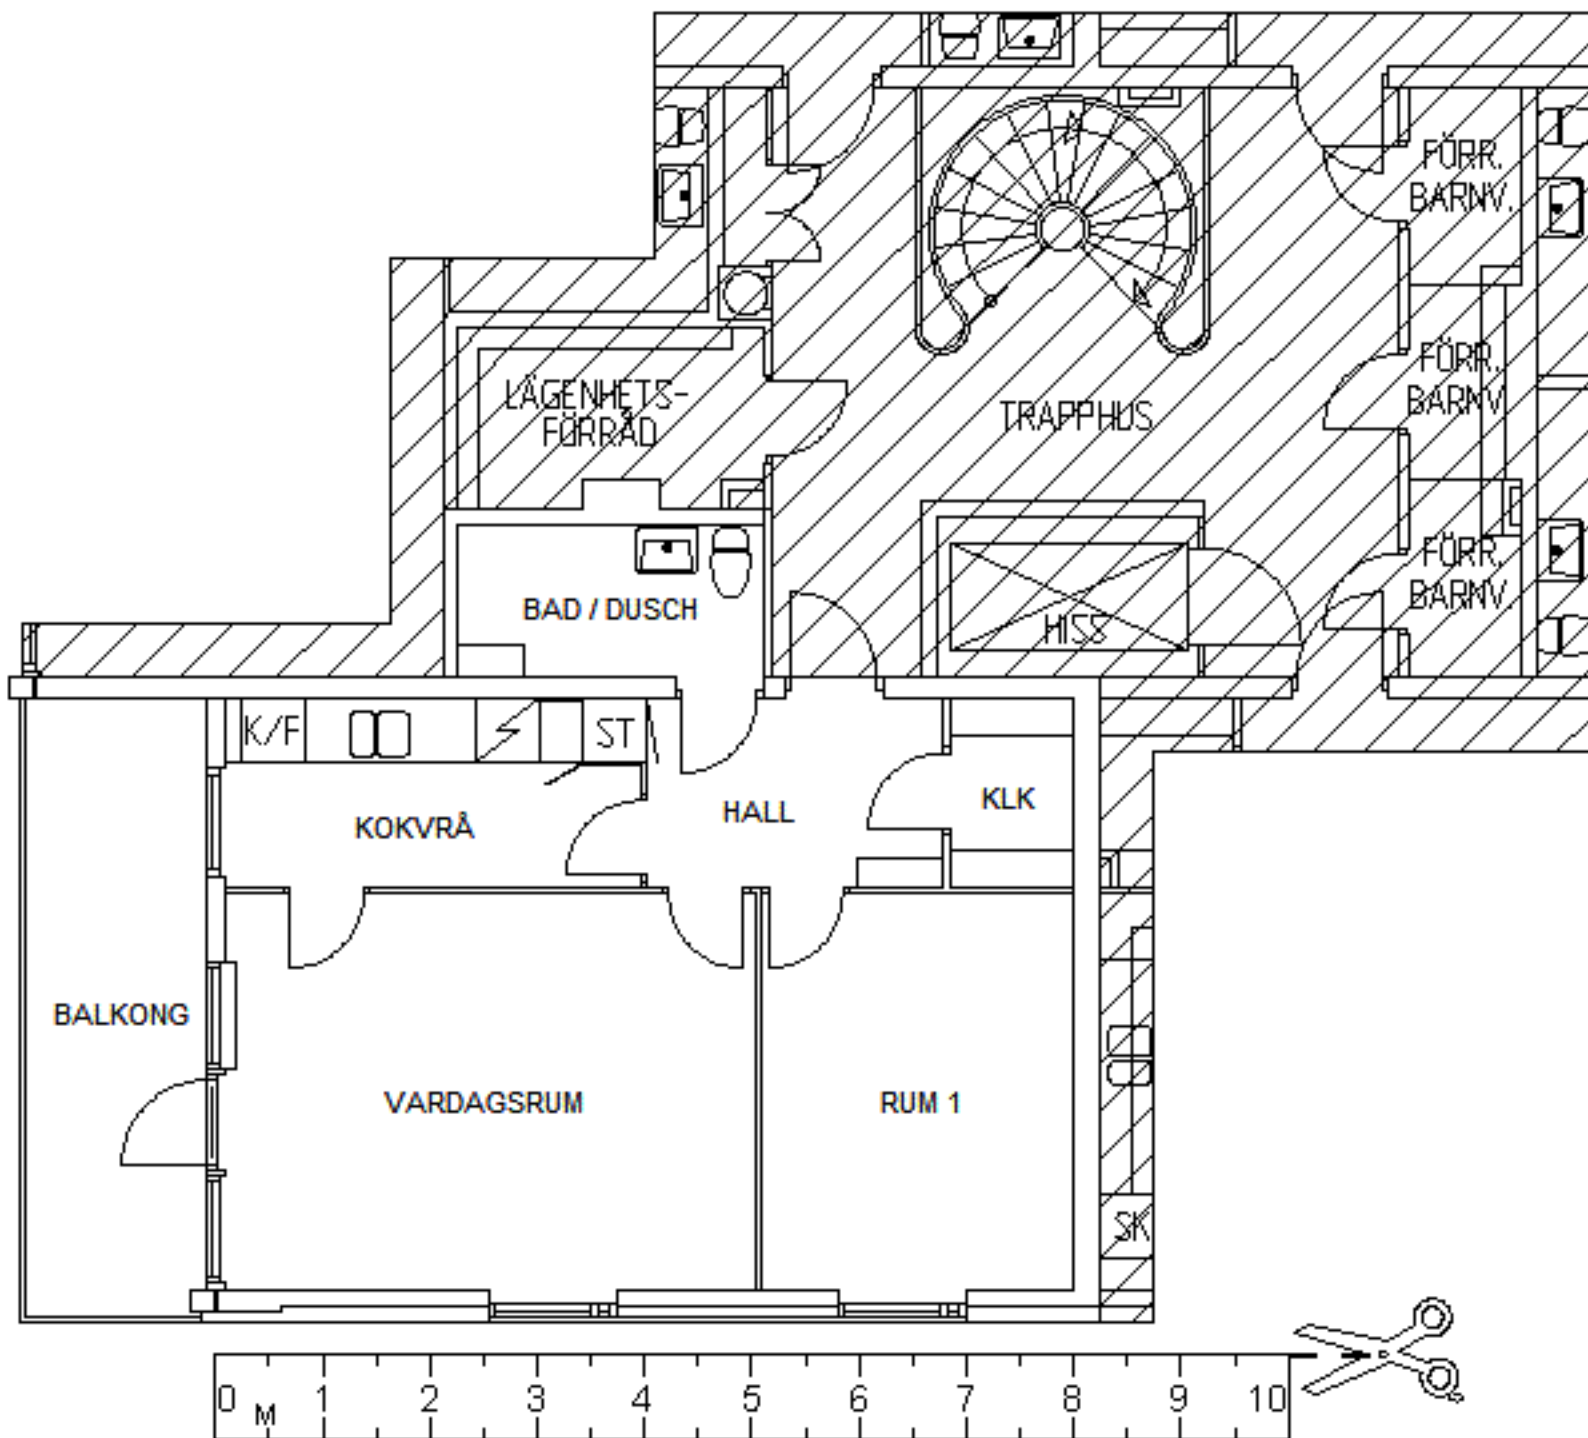 FÖRR.
BARNV.
LÄGENHETS-
FÖRRÅD
TRAPPHUS
FÖRR.
BARNV.
BAD / DUSCH
HISS
FÖRR.
BARNV.
K/F
ST
KOKVRÅ
HALL
KLK
BALKONG
VARDAGSRUM
RUM 1
SK
0 M 1 2 3 4 5 6 7 8 9 10